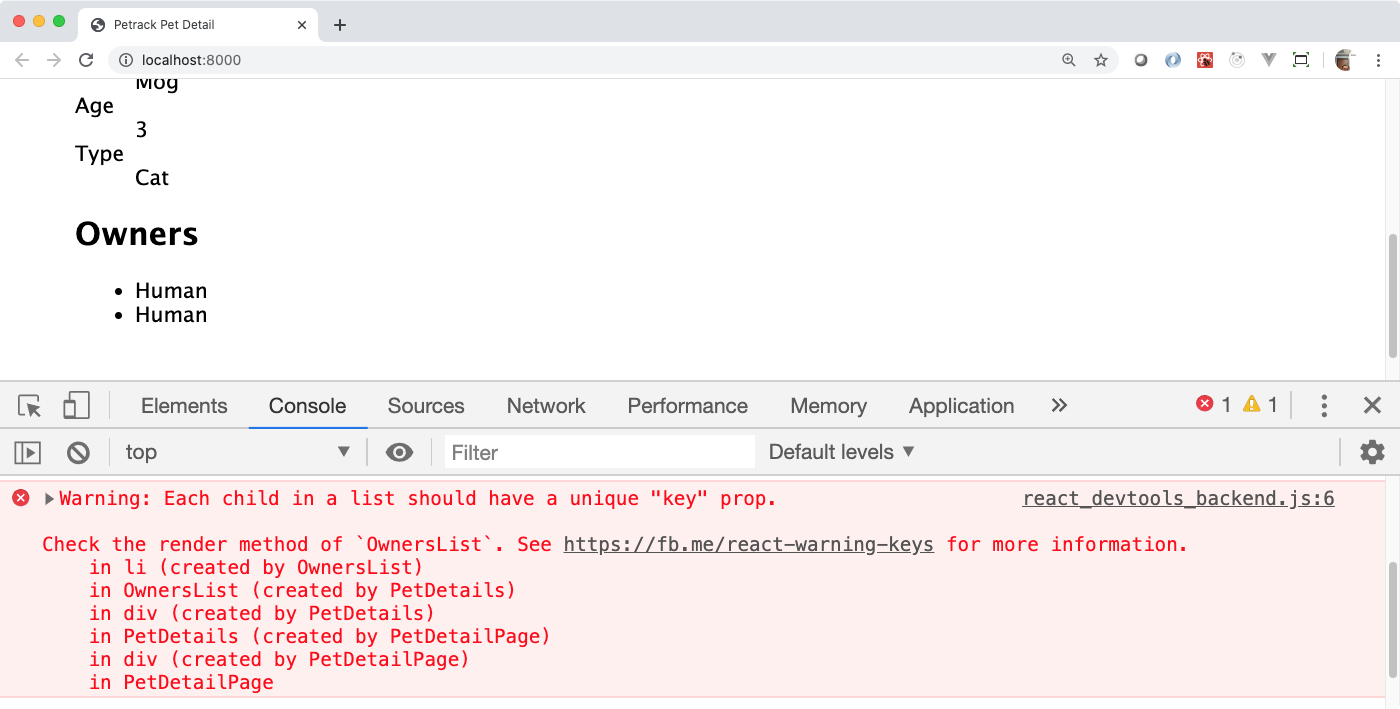 Petrack Pet Detail
localhost:8000
Mog
Age
3
Type
Cat
Owners
• Human
• Human
Elements Console Sources Network Performance Memory Application 1 1
top Filter Default levels
Warning: Each child in a list should have a unique "key" prop. react_devtools_backend.js:6
Check the render method of `OwnersList`. See https://fb.me/react-warning-keys for more information.
in li (created by OwnersList)
in OwnersList (created by PetDetails)
in div (created by PetDetails)
in PetDetails (created by PetDetailPage)
in div (created by PetDetailPage)
in PetDetailPage